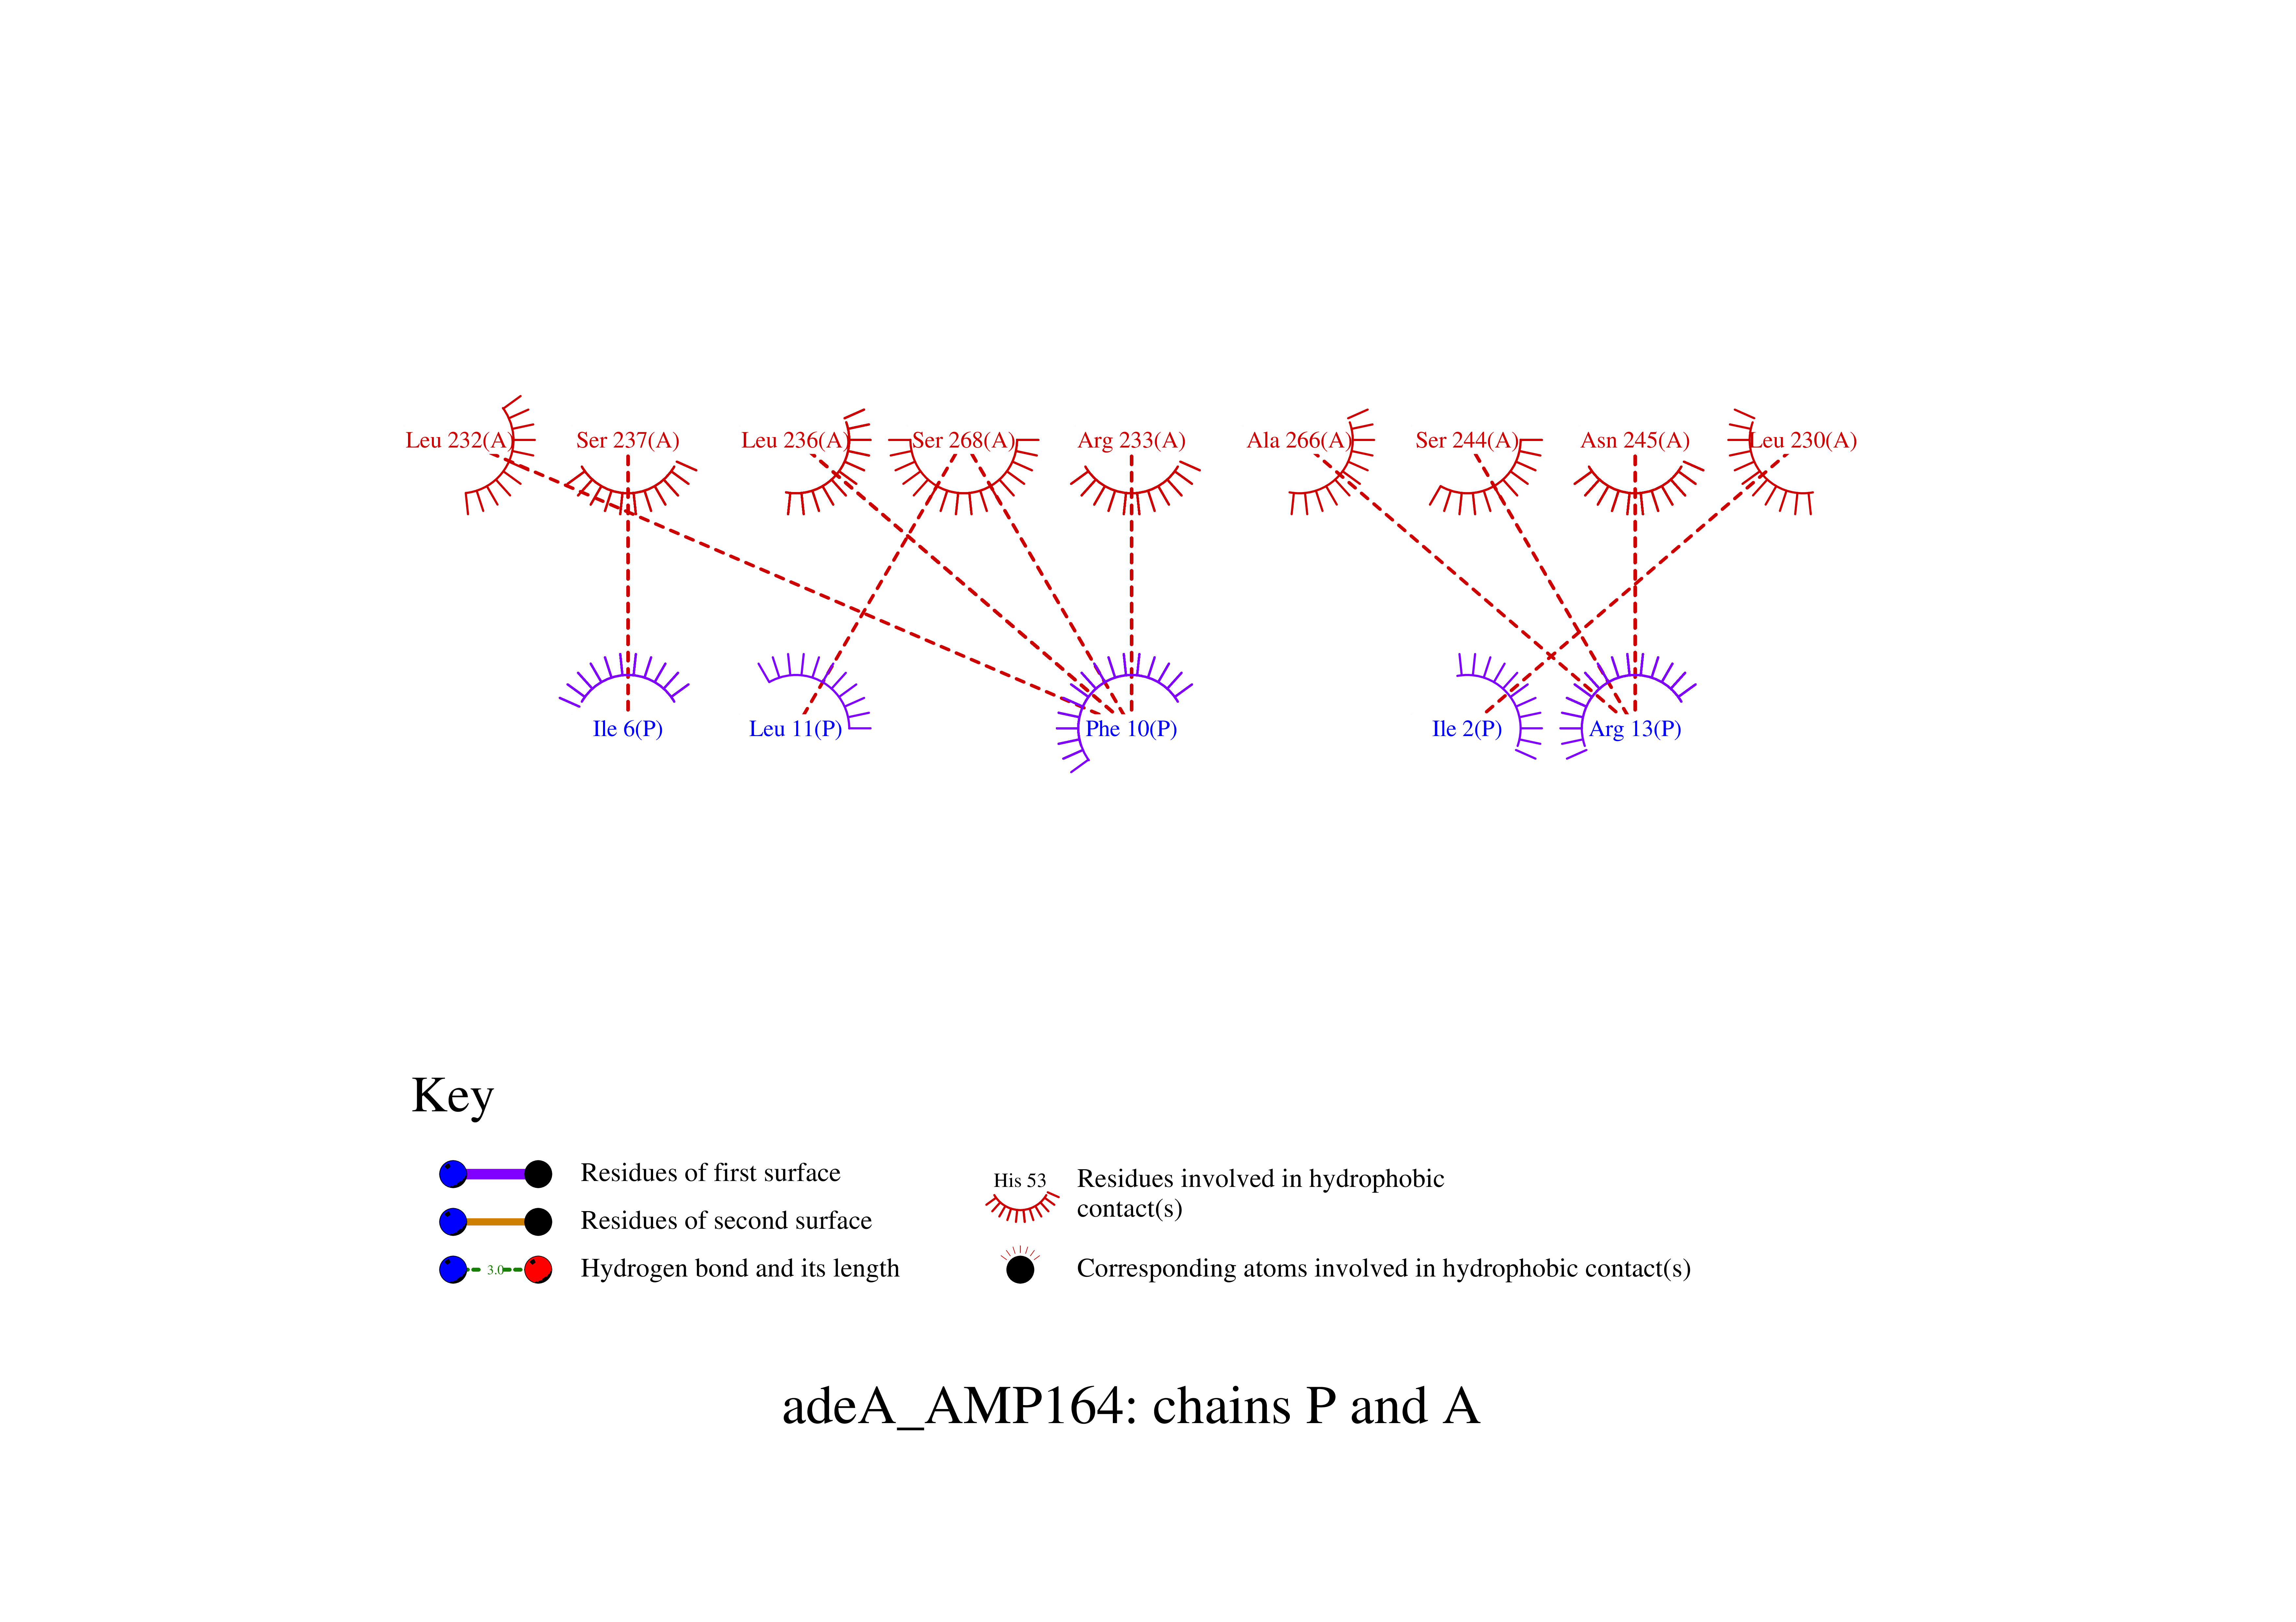 Leu 232(A) Ser 237(A) Leu 236(A) Ser 268(A) Arg 233(A) Ala 266(A) Ser 244(A) Asn 245(A) Leu 230(A)
Ile 6(P) Leu 11(P) Phe 10(P) Ile 2(P) Arg 13(P)
Key
Residues of first surface
Residues of second surface
3.0 Hydrogen bond and its length
His 53 Residues involved in hydrophobic
contact(s)
Corresponding atoms involved in hydrophobic contact(s)
adeA_AMP164: chains P and A